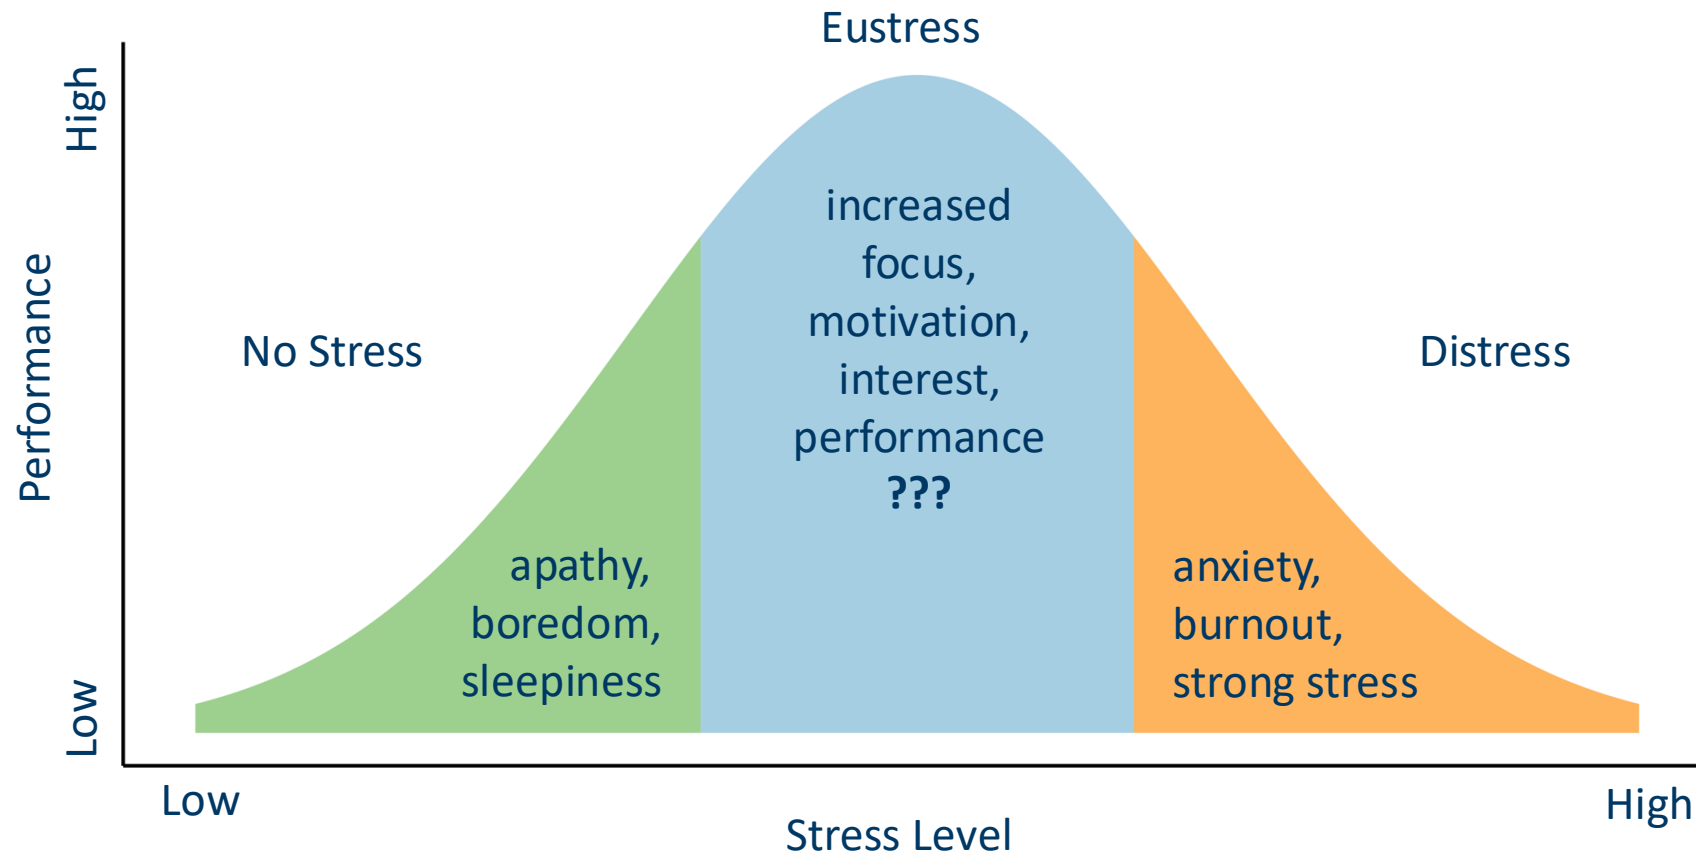 Eustress
High
increased
focus,
motivation,
interest,
performance
???
Performance
No Stress
Distress
apathy,
boredom,
sleepiness
anxiety,
burnout,
strong stress
Low
Low
High
Stress Level